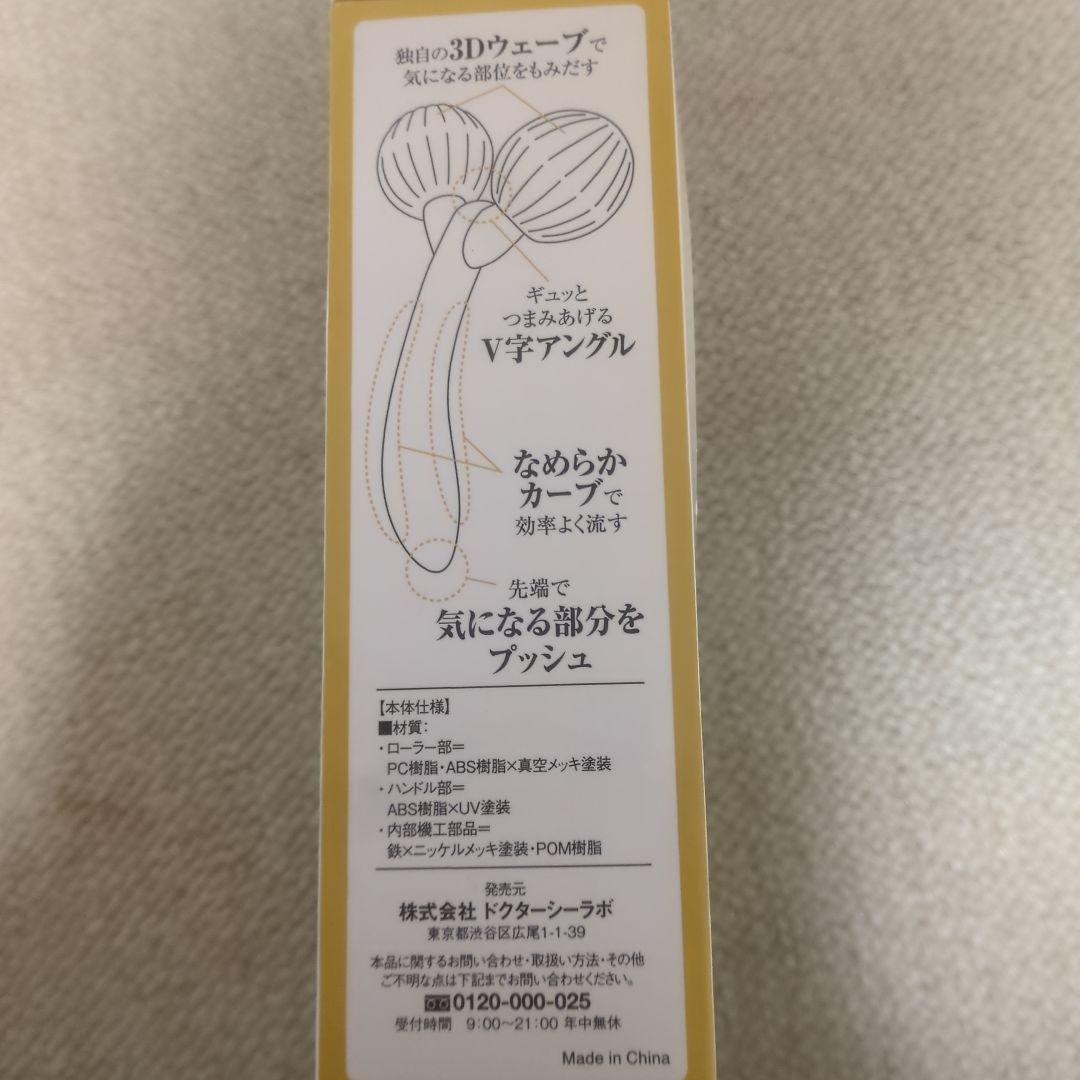 独自の3Dウェーブで
気になる部位をもみだす
ギュッと
つまみあげる
V字アングル
なめらか
カーブで
効率よく流す
先端で
気になる部分を
プッシュ
【本体仕様】
■材質：
・ローラー部＝
PC樹脂・ABS樹脂×真空メッキ塗装
・ハンドル部＝
ABS樹脂×UV塗装
・内部機工部品＝
鉄×ニッケルメッキ塗装・POM樹脂
発売元
株式会社 ドクターシーラボ
東京都渋谷区広尾1-1-39
本品に関するお問い合わせ・取扱い方法・その他
ご不明な点は下記までお問い合わせください。
0120-000-025
受付時間 9:00～21:00 年中無休
Made in China